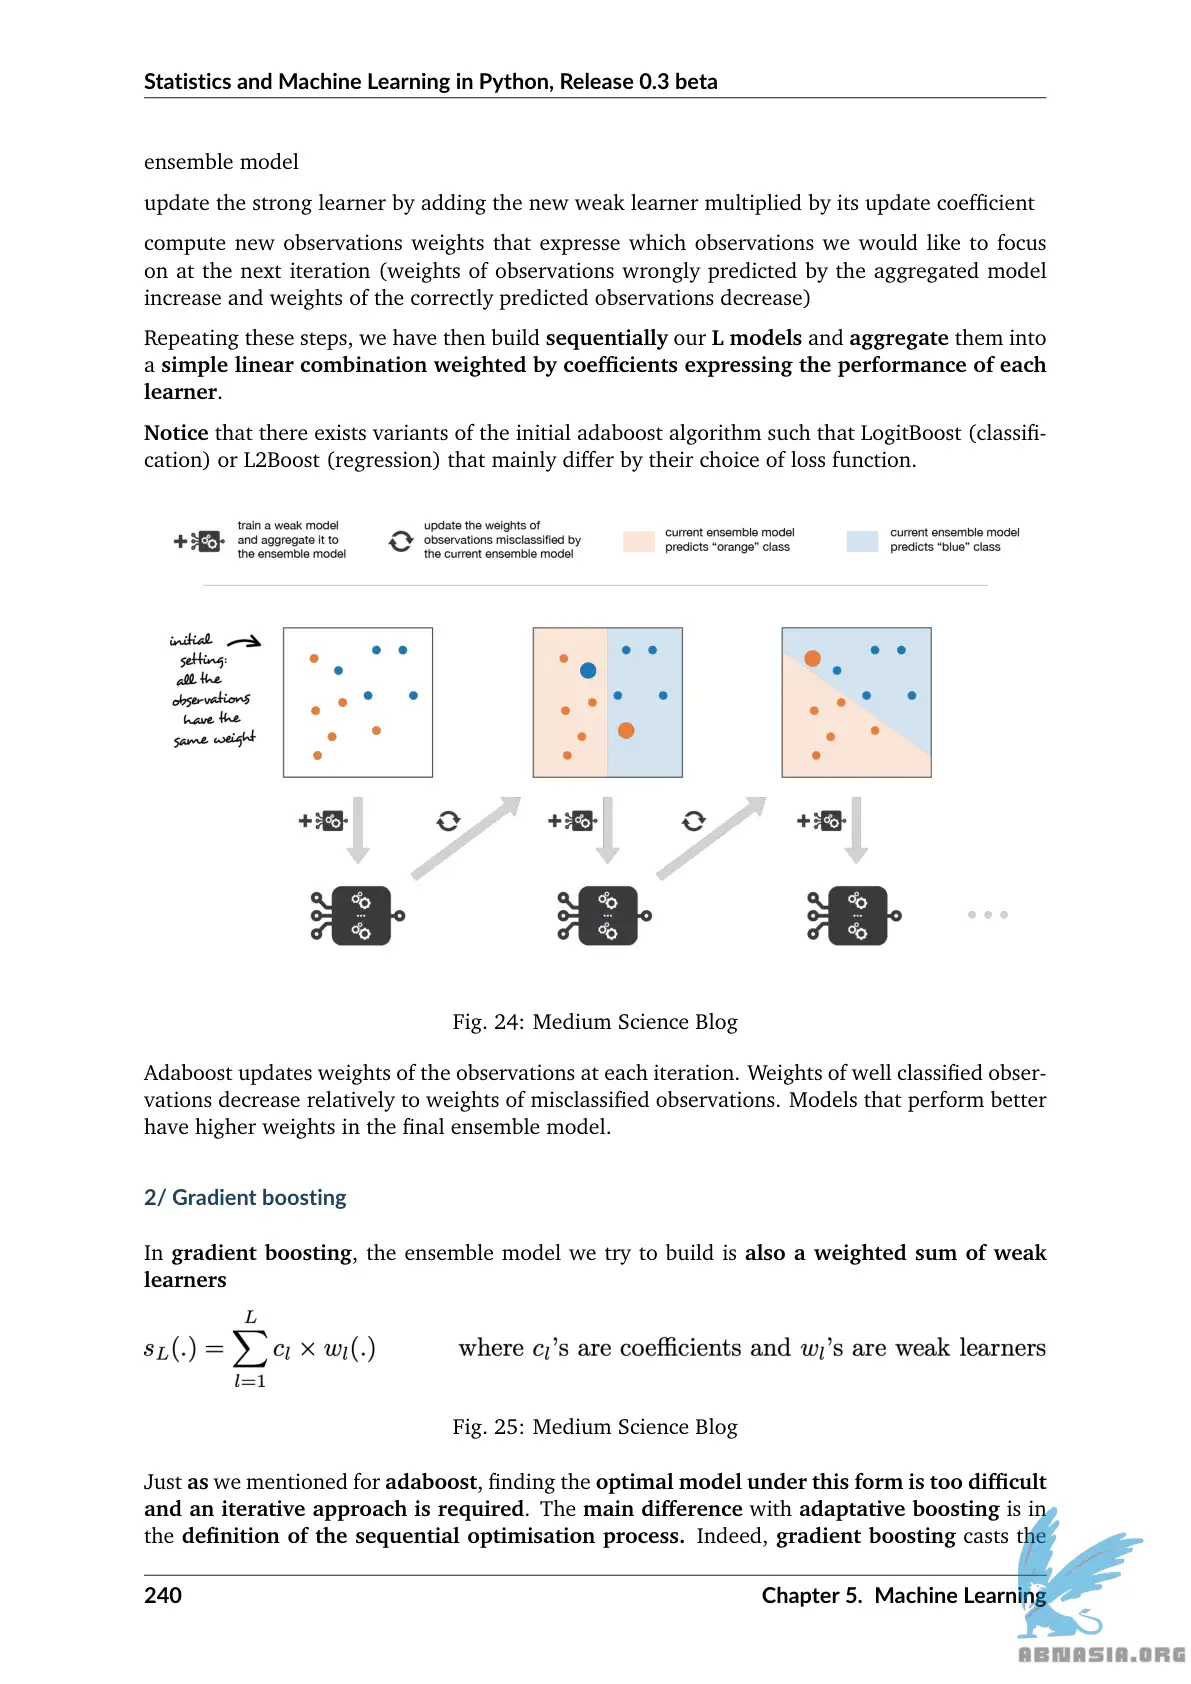 Statistics and Machine Learning in Python, Release 0.3 beta
ensemble model
update the strong learner by adding the new weak learner multiplied by its update coefficient
compute new observations weights that expresse which observations we would like to focus
on at the next iteration (weights of observations wrongly predicted by the aggregated model
increase and weights of the correctly predicted observations decrease)
Repeating these steps, we have then build sequentially our L models and aggregate them into
a simple linear combination weighted by coefficients expressing the performance of each
learner.
Notice that there exists variants of the initial adaboost algorithm such that LogitBoost (classifi-
cation) or L2Boost (regression) that mainly differ by their choice of loss function.
train a weak model
and aggregate it to
the ensemble model
update the weights of
observations misclassified by
the current ensemble model
current ensemble model
predicts “orange” class
current ensemble model
predicts “blue” class
initial
setting:
all the
observations
have the
same weight
Fig. 24: Medium Science Blog
Adaboost updates weights of the observations at each iteration. Weights of well classified obser-
vations decrease relatively to weights of misclassified observations. Models that perform better
have higher weights in the final ensemble model.
2/ Gradient boosting
In gradient boosting, the ensemble model we try to build is also a weighted sum of weak
learners
s_L(.) = ∑_{l=1}^{L} c_l × w_l(.) where c_l’s are coefficients and w_l’s are weak learners
Fig. 25: Medium Science Blog
Just as we mentioned for adaboost, finding the optimal model under this form is too difficult
and an iterative approach is required. The main difference with adaptative boosting is in
the definition of the sequential optimisation process. Indeed, gradient boosting casts the
240 Chapter 5. Machine Learning
ABNASIA.ORG